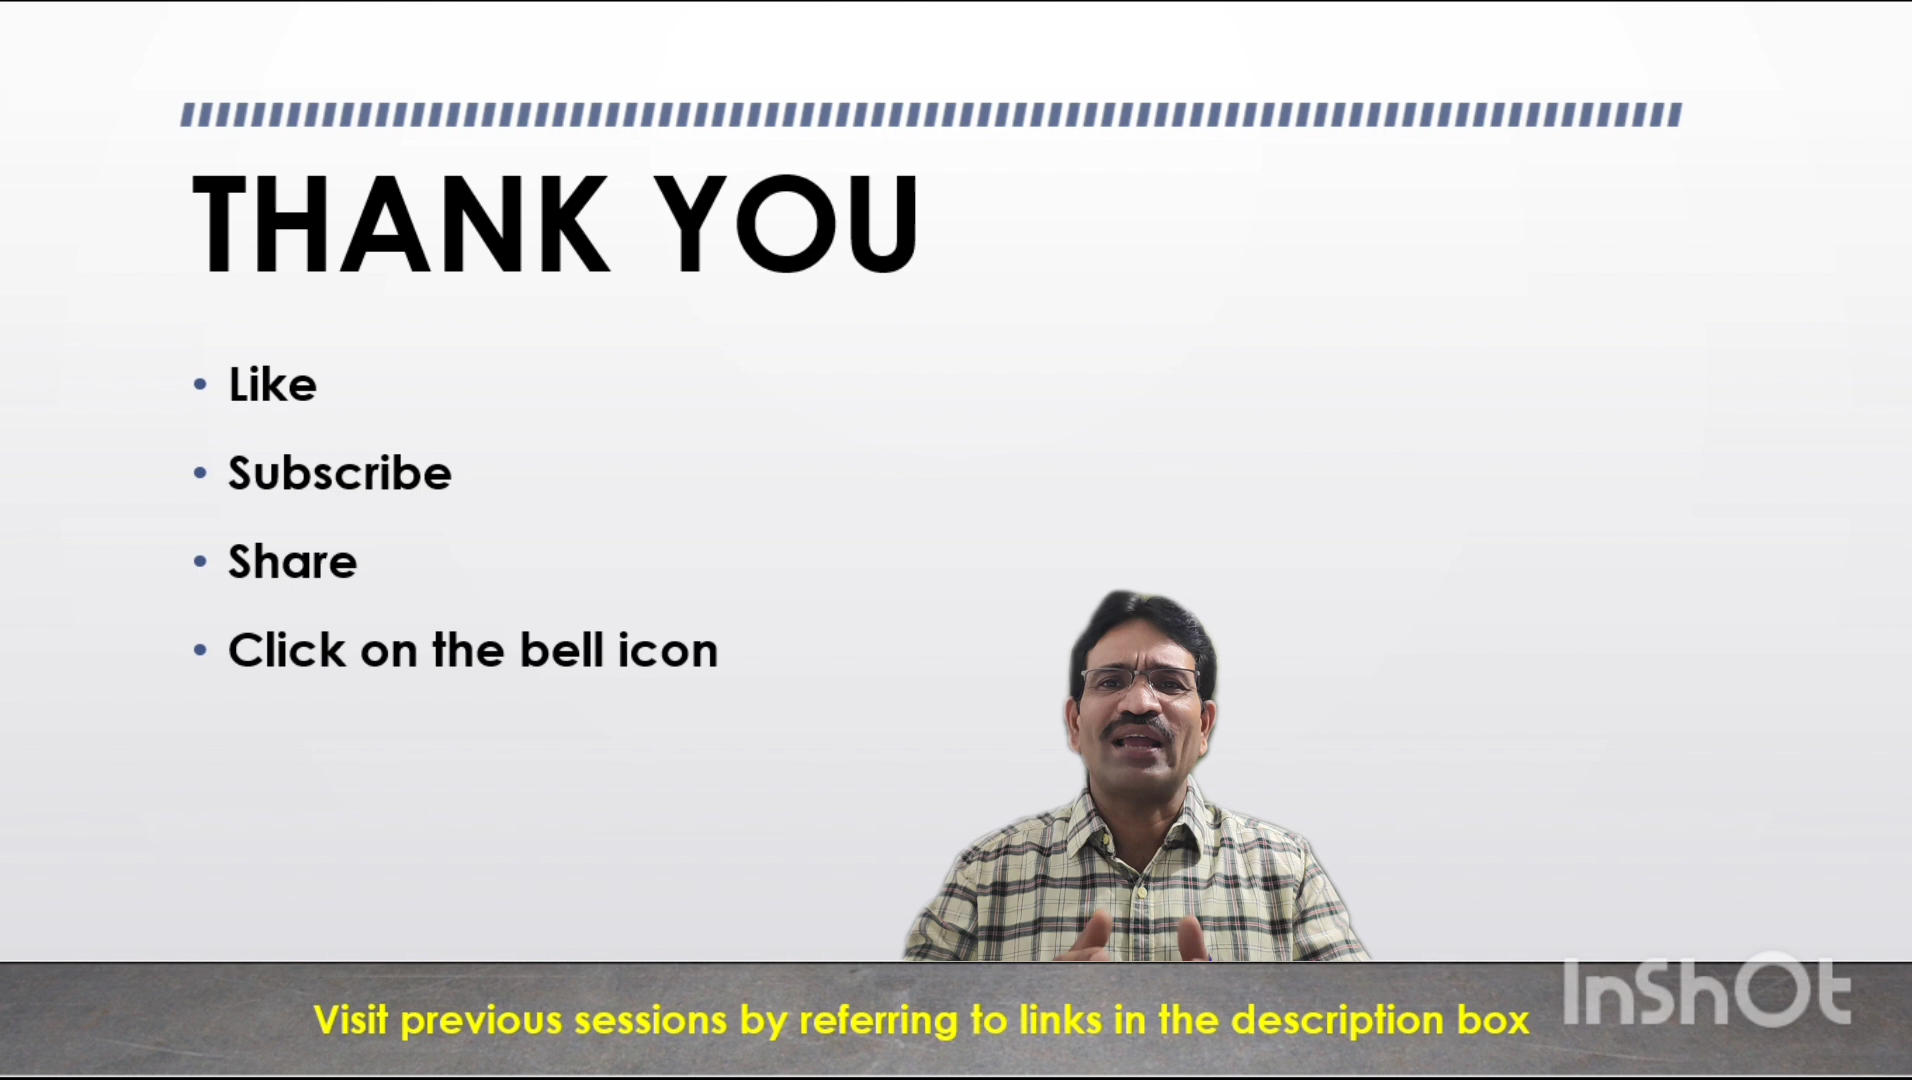 THANK YOU
• Like
• Subscribe
• Share
• Click on the bell icon
Visit previous sessions by referring to links in the description box
InShOt